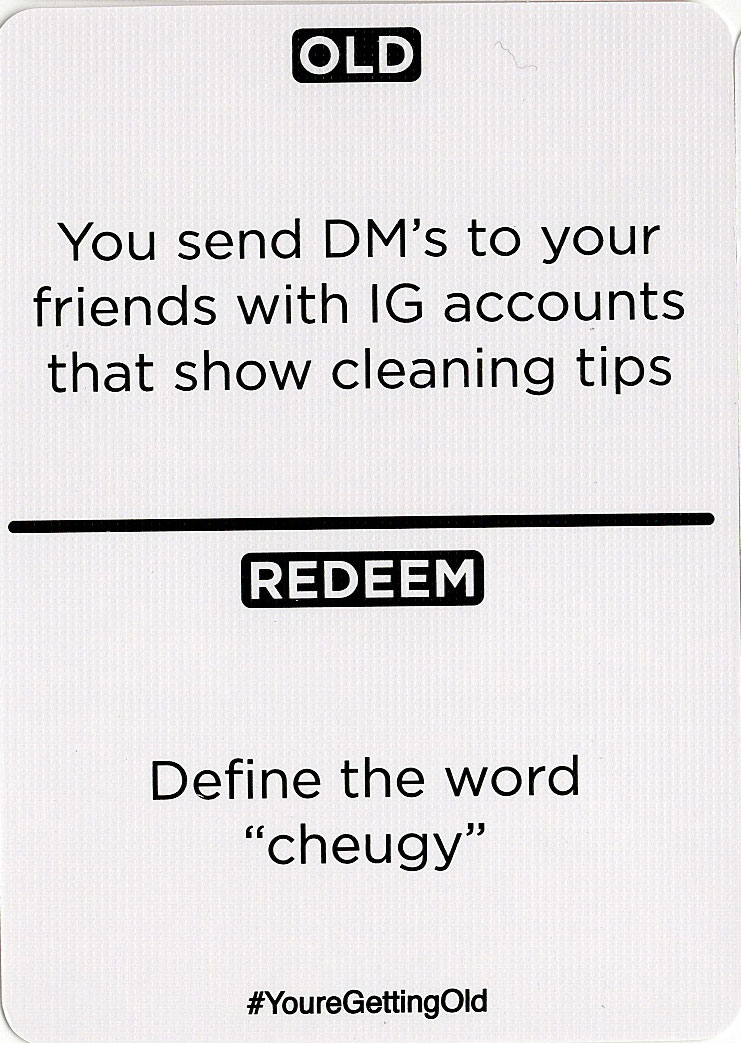 OLD
You send DM’s to your
friends with IG accounts
that show cleaning tips
REDEEM
Define the word
“cheugy”
#YoureGettingOld